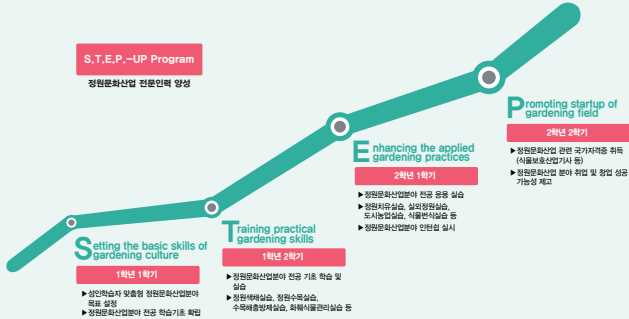 S.T.E.P.-UP Program
정원문화산업 전문인력 양성
Setting the basic skills of
gardening culture
1학년 1학기
▶성인학습자 맞춤형 정원문화산업분야
목표 설정
▶정원문화산업분야 전공 학습기초 확립
Training practical
gardening skills
1학년 2학기
▶정원문화산업분야 전공 기초 학습 및
실습
▶정원색채실습, 정원수목실습,
수목해충방제실습, 화훼식물관리실습 등
Enhancing the applied
gardening practices
2학년 1학기
▶정원문화산업분야 전공 응용 실습
▶정원치유실습, 실외정원실습,
도시농업실습, 식물번식실습 등
▶정원문화산업분야 인턴십 실시
Promoting startup of
gardening field
2학년 2학기
▶정원문화산업 관련 국가자격증 취득
(식물보호산업기사 등)
▶정원문화산업 분야 취업 및 창업 성공
가능성 제고